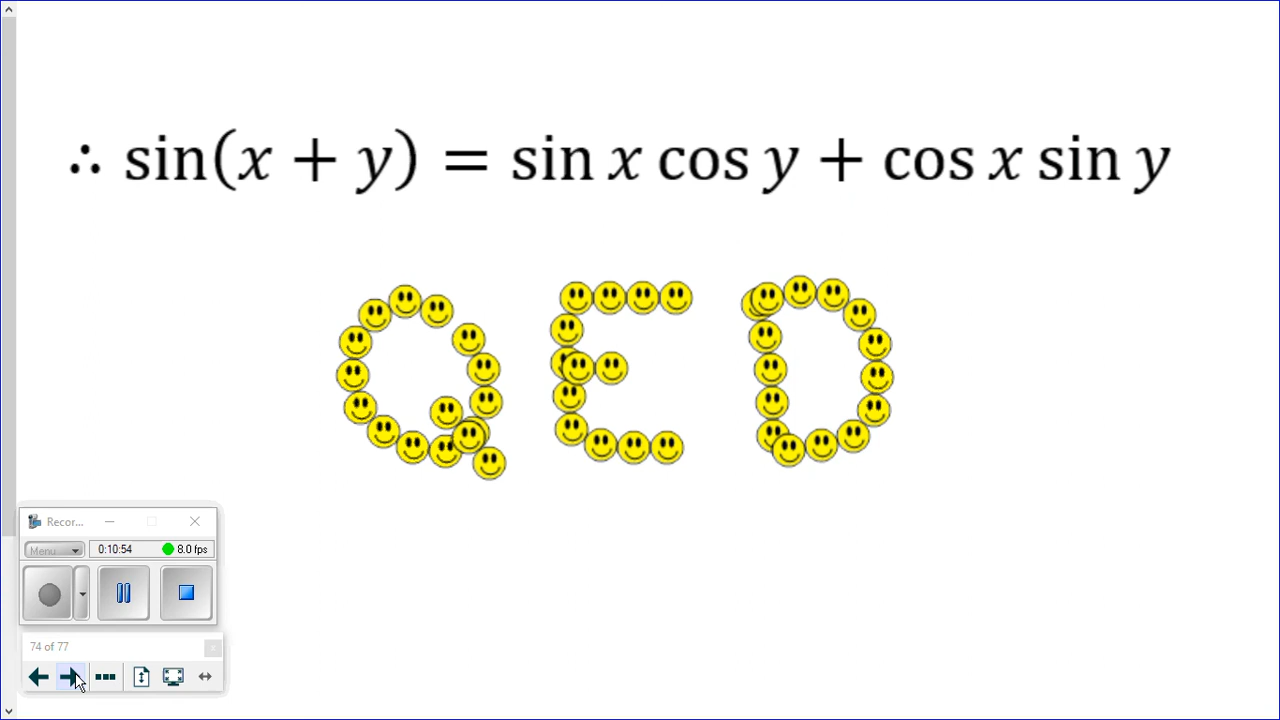 ∴ sin(x + y) = sin x cos y + cos x sin y
QED
Recor...
Menu
0:10:54
8.0 fps
74 of 77